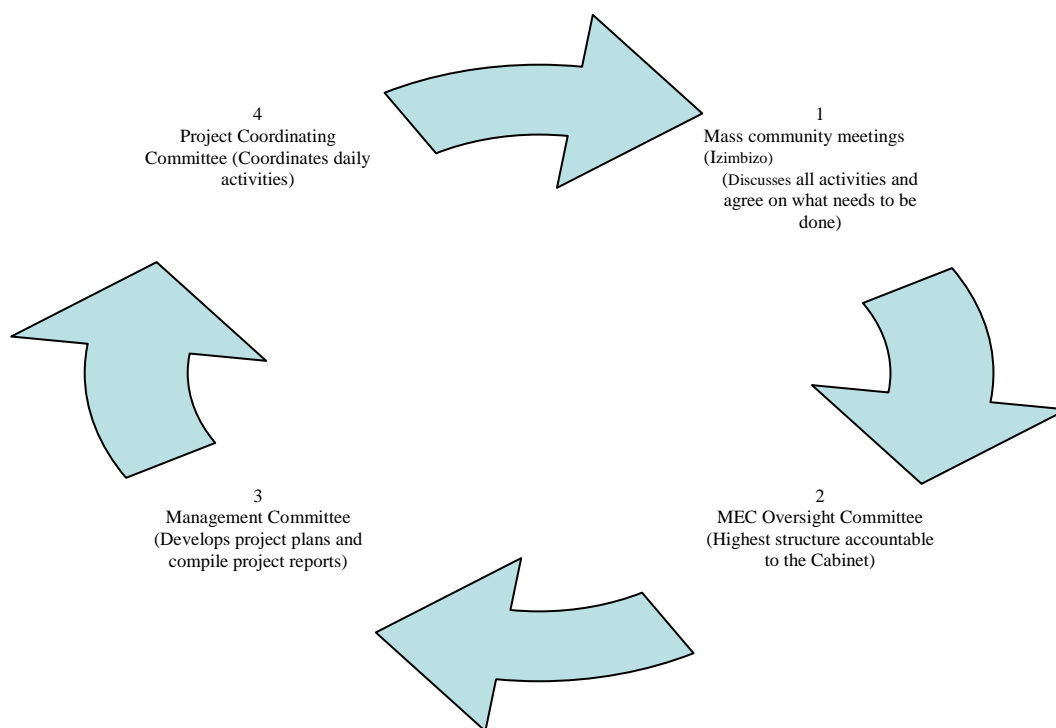 4
Project Coordinating
Committee (Coordinates daily
activities)
1
Mass community meetings
(Izimbizo)
(Discusses all activities and
agree on what needs to be
done)
3
Management Committee
(Develops project plans and
compile project reports)
2
MEC Oversight Committee
(Highest structure accountable
to the Cabinet)